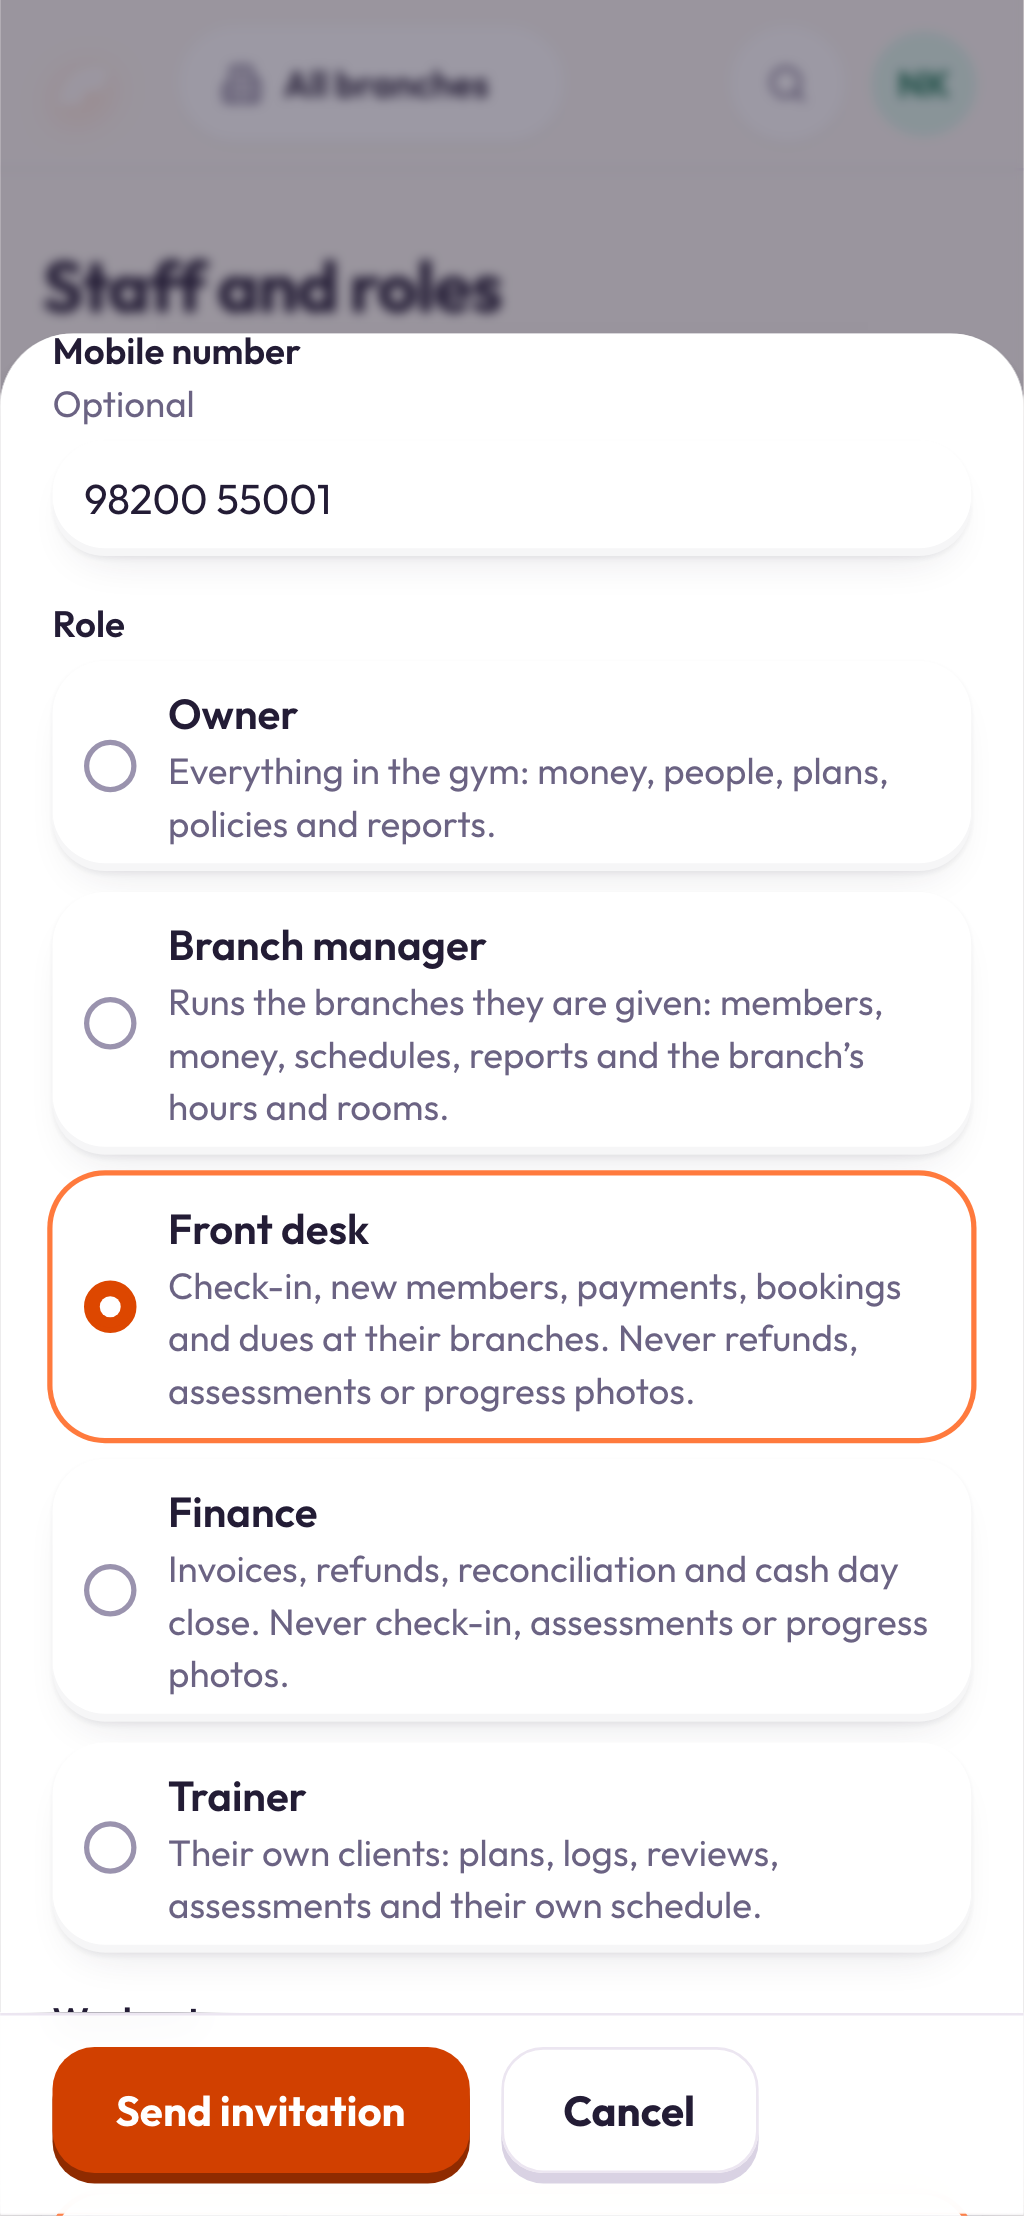 All branches
NK
Staff and roles
Mobile number
Optional
98200 55001
Role
Owner
Everything in the gym: money, people, plans,
policies and reports.
Branch manager
Runs the branches they are given: members,
money, schedules, reports and the branch’s
hours and rooms.
Front desk
Check-in, new members, payments, bookings
and dues at their branches. Never refunds,
assessments or progress photos.
Finance
Invoices, refunds, reconciliation and cash day
close. Never check-in, assessments or progress
photos.
Trainer
Their own clients: plans, logs, reviews,
assessments and their own schedule.
Send invitation
Cancel